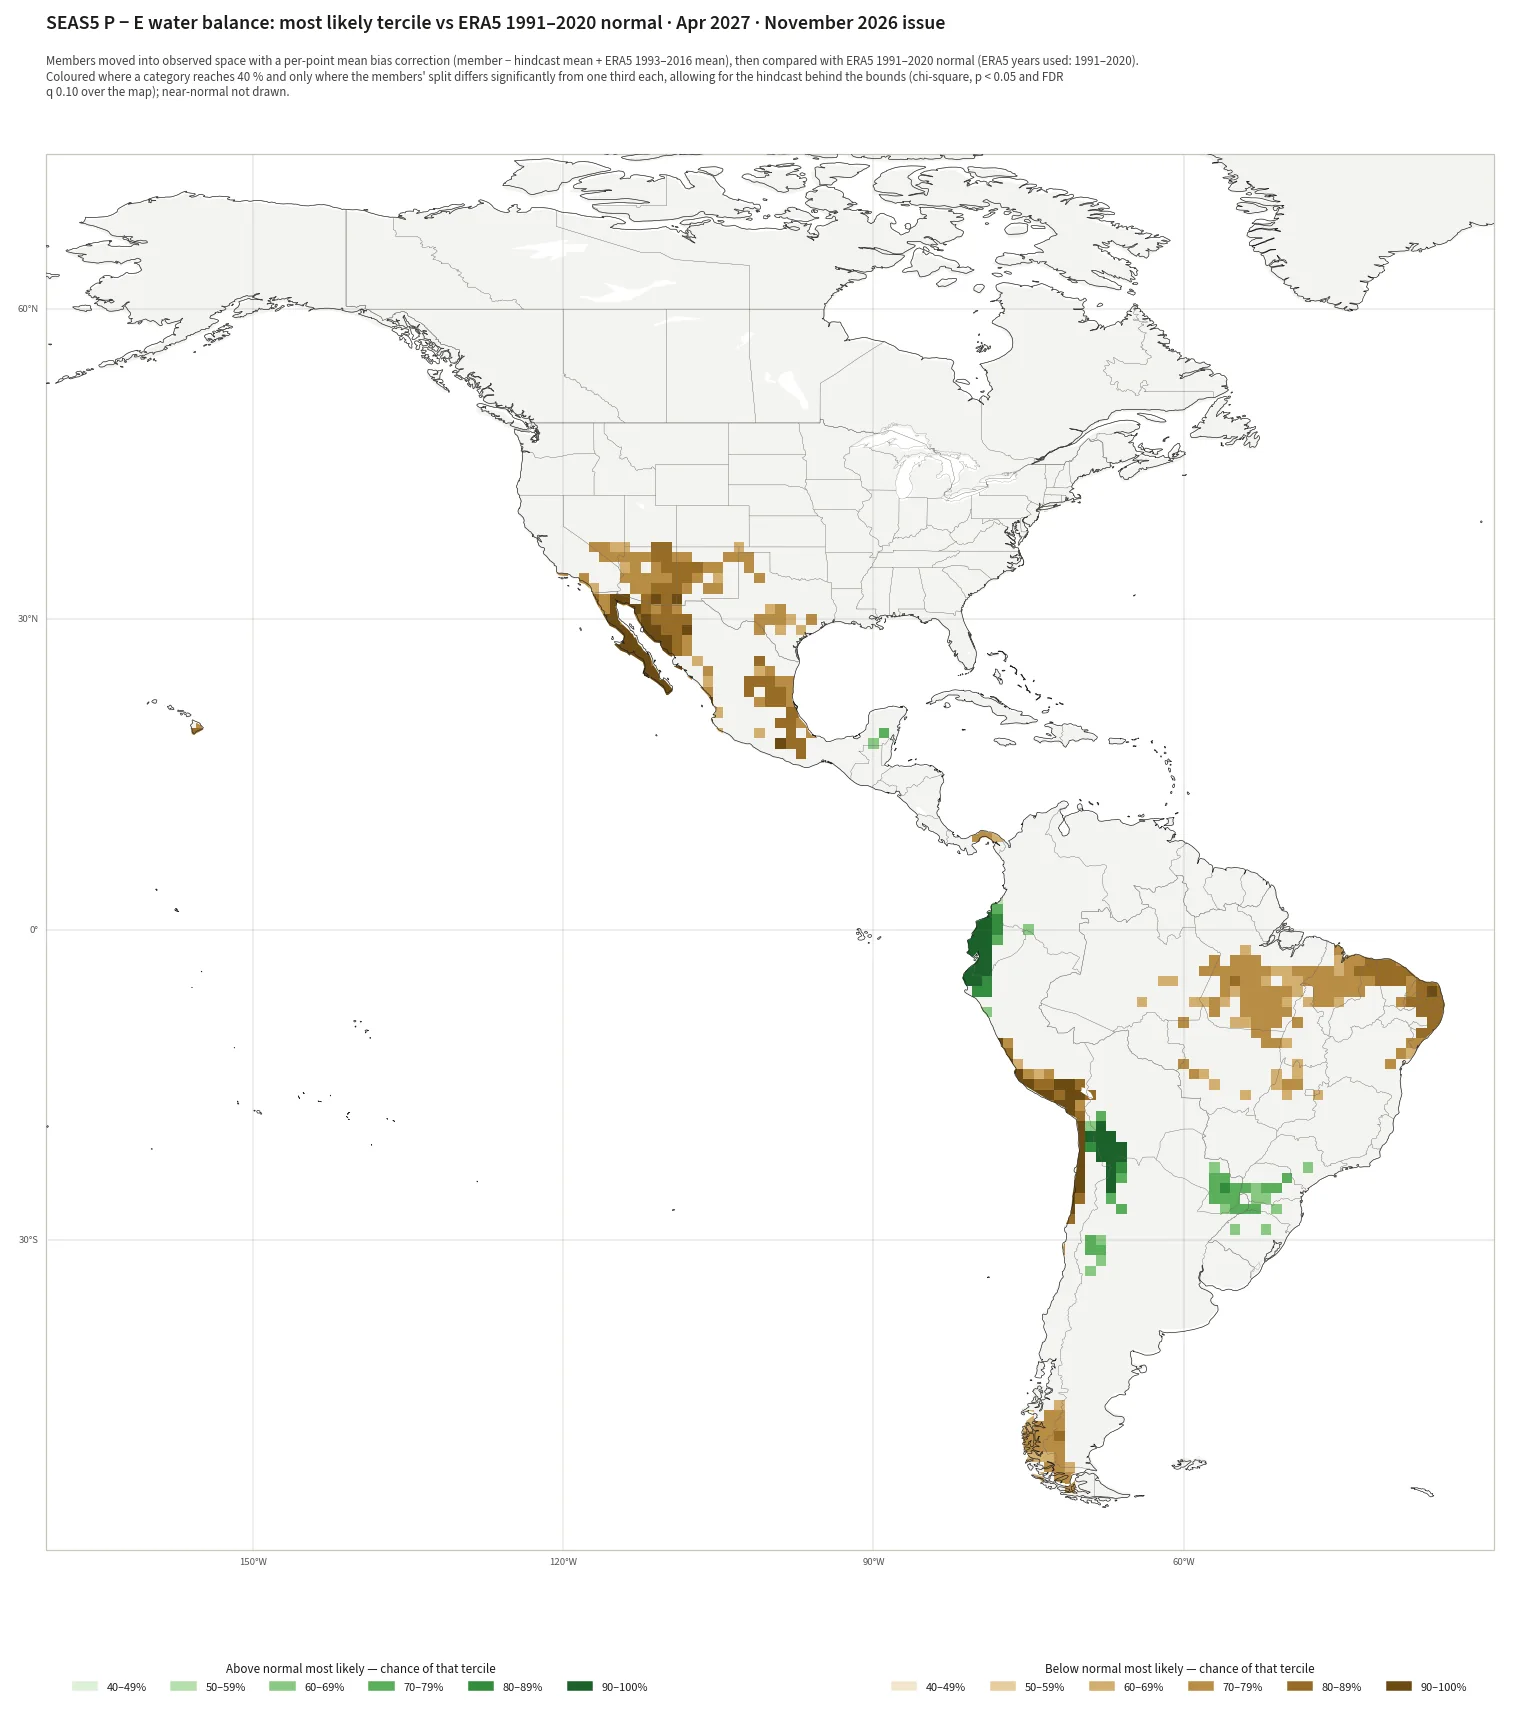 SEAS5 P − E water balance: most likely tercile vs ERA5 1991–2020 normal · Apr 2027 · November 2026 issue
Members moved into observed space with a per-point mean bias correction (member − hindcast mean + ERA5 1993–2016 mean), then compared with ERA5 1991–2020 normal (ERA5 years used: 1991–2020).
Coloured where a category reaches 40 % and only where the members' split differs significantly from one third each, allowing for the hindcast behind the bounds (chi-square, p < 0.05 and FDR
q 0.10 over the map); near-normal not drawn.
60°N
30°N
0°
30°S
150°W 120°W 90°W 60°W
Above normal most likely — chance of that tercile
40–49% 50–59% 60–69% 70–79% 80–89% 90–100%
Below normal most likely — chance of that tercile
40–49% 50–59% 60–69% 70–79% 80–89% 90–100%